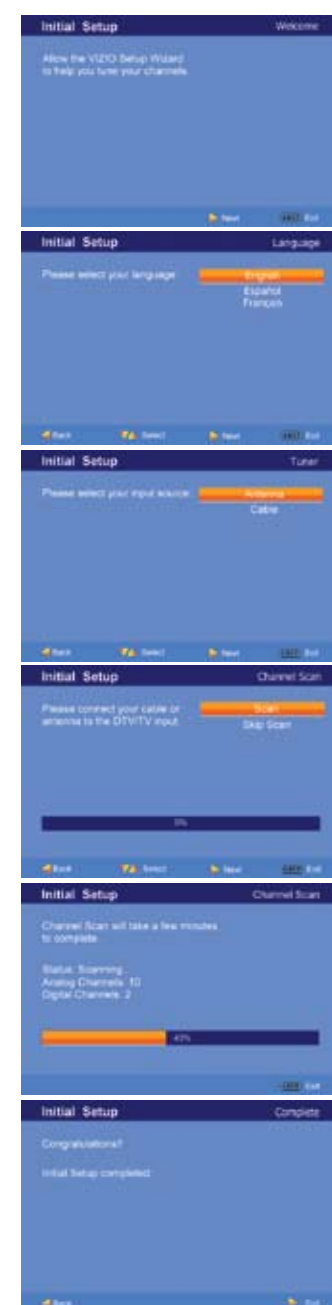 Initial Setup Welcome
Allow the VIZIO Setup Wizard
to help you tune your channels.
Next EXIT Exit
Initial Setup Language
Please select your language. English
Español
Français
Back Select Next EXIT Exit
Initial Setup Tuner
Please select your input source. Antenna
Cable
Back Select Next EXIT Exit
Initial Setup Channel Scan
Please connect your cable or Scan
antenna to the DTV/TV input. Skip Scan
0%
Back Select Next EXIT Exit
Initial Setup Channel Scan
Channel Scan will take a few minutes
to complete.
Status: Scanning...
Analog Channels: 10
Digital Channels: 2
Exit
Initial Setup Complete
Congratulations!
Initial Setup completed.
Back